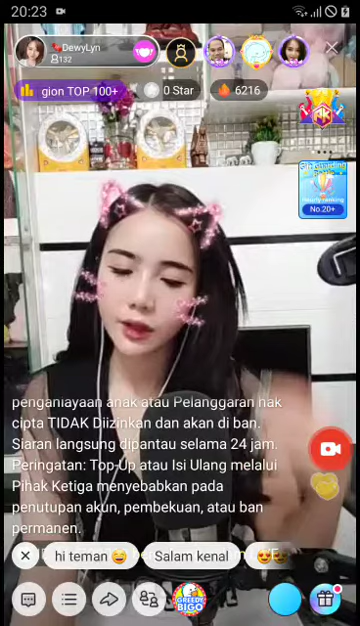 20:23
DewyLyn
132
gion TOP 100+
0 Star
6216
No.20+
penganiayaan anak atau Pelanggaran hak
cipta TIDAK Diizinkan dan akan di ban.
Siaran langsung dipantau selama 24 jam.
Peringatan: Top-Up atau Isi Ulang melalui
Pihak Ketiga menyebabkan pada
penutupan akun, pembekuan, atau ban
permanen.
hi teman 😄
Salam kenal
😍😍
GREEDY
BIGO